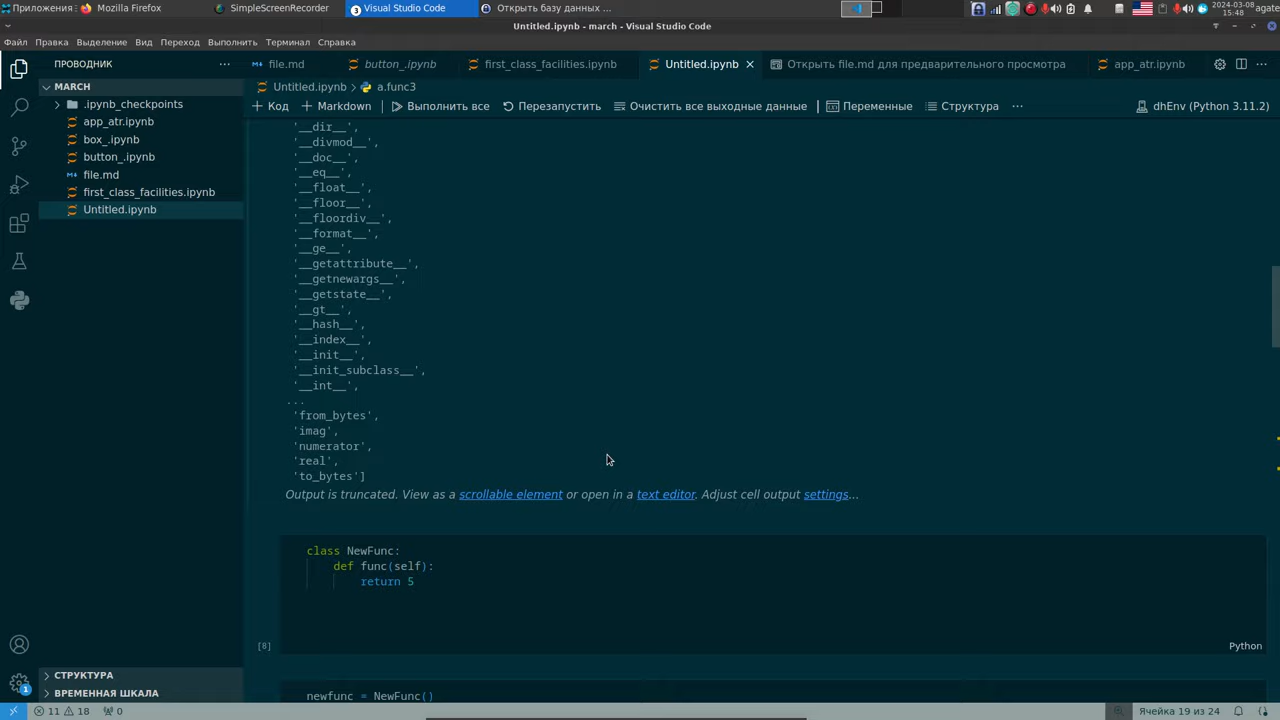 Приложения
Mozilla Firefox
SimpleScreenRecorder
3 Visual Studio Code
Открыть базу данных ...
2024-03-08
15:48
agate
Untitled.ipynb - march - Visual Studio Code
Файл Правка Выделение Вид Переход Выполнить Терминал Справка
ПРОВОДНИК ...
file.md
button_.ipynb
first_class_facilities.ipynb
Untitled.ipynb
Открыть file.md для предварительного просмотра
app_atr.ipynb
MARCH
.ipynb_checkpoints
app_atr.ipynb
box_.ipynb
button_.ipynb
file.md
first_class_facilities.ipynb
Untitled.ipynb
СТРУКТУРА
ВРЕМЕННАЯ ШКАЛА
Untitled.ipynb > a.func3
+ Код + Markdown Выполнить все Перезапустить Очистить все выходные данные Переменные Структура ... dhEnv (Python 3.11.2)
'__dir__',
'__divmod__',
'__doc__',
'__eq__',
'__float__',
'__floor__',
'__floordiv__',
'__format__',
'__ge__',
'__getattribute__',
'__getnewargs__',
'__getstate__',
'__gt__',
'__hash__',
'__index__',
'__init__',
'__init_subclass__',
'__int__',
...
'from_bytes',
'imag',
'numerator',
'real',
'to_bytes']
Output is truncated. View as a scrollable element or open in a text editor. Adjust cell output settings...
class NewFunc:
def func(self):
return 5
[8]
Python
newfunc = NewFunc()
1
11 18 0
Ячейка 19 из 24